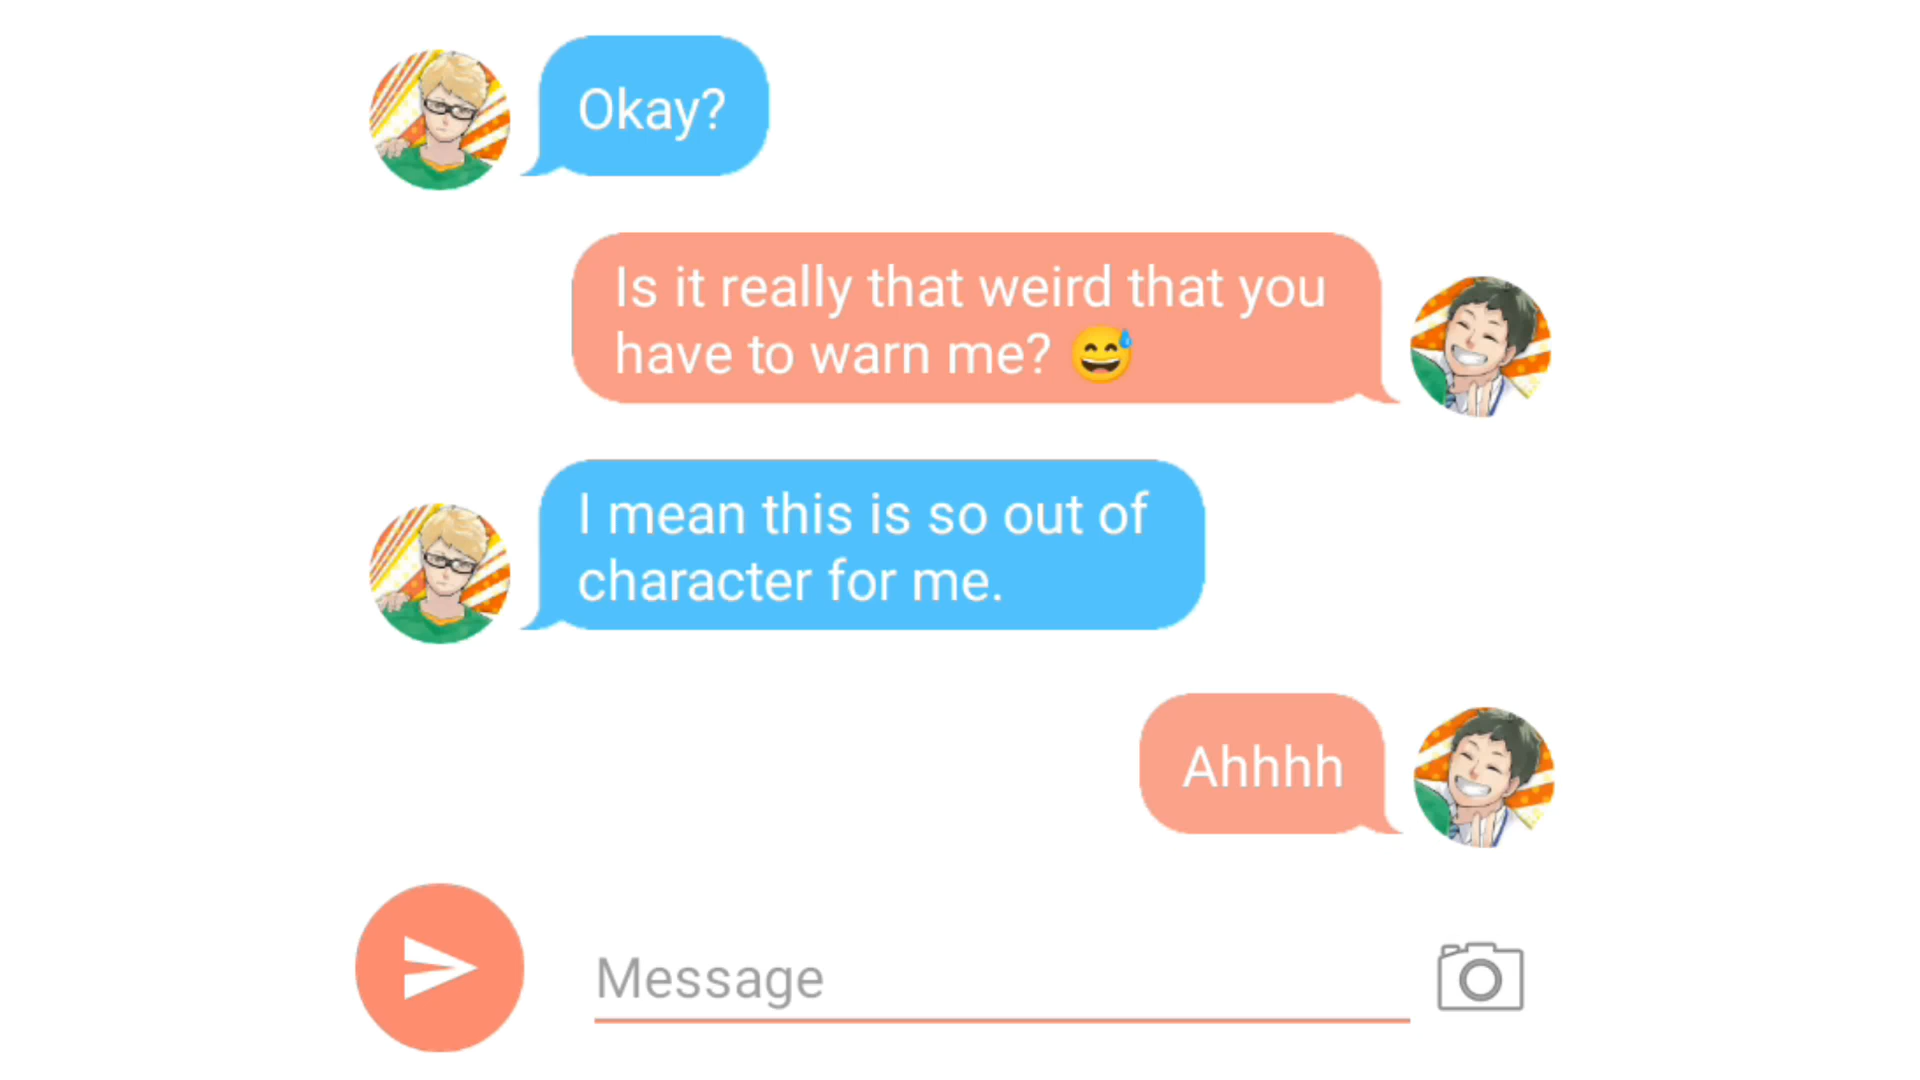 Okay?
Is it really that weird that you
have to warn me? 😅
I mean this is so out of
character for me.
Ahhhh
Message